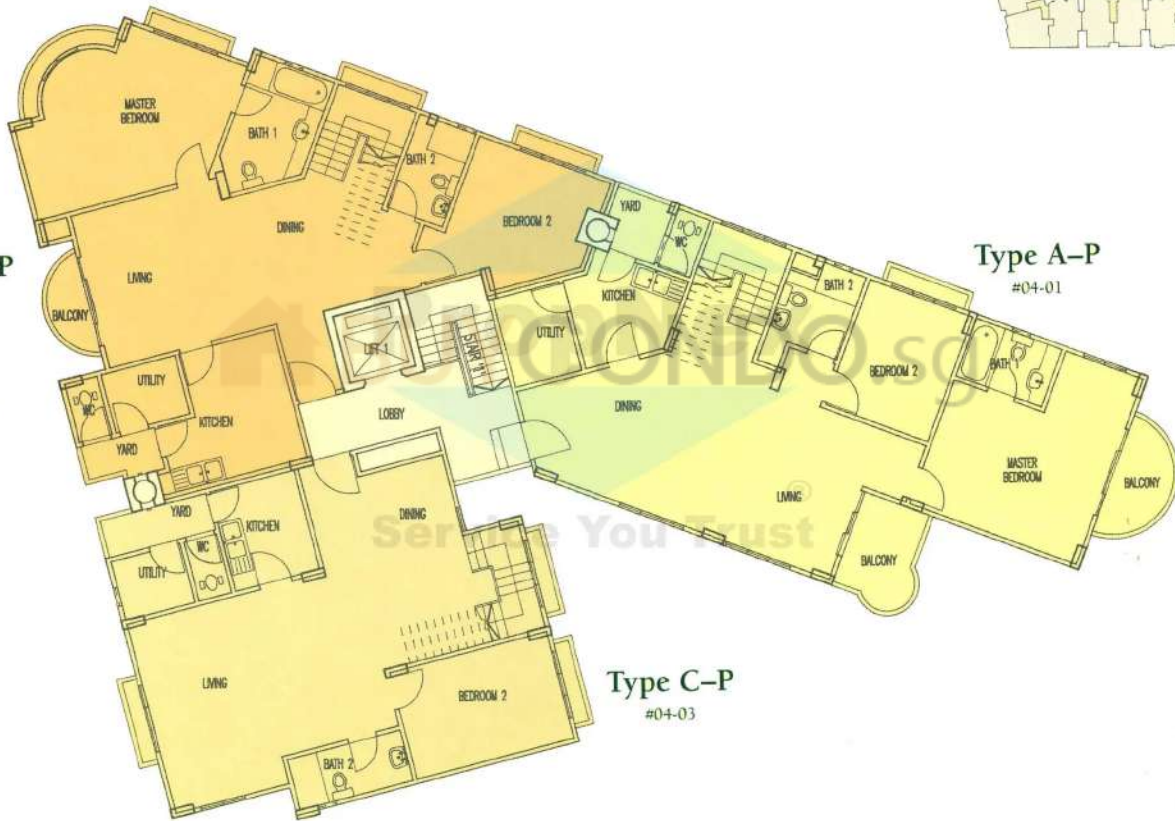 MASTER
BEDROOM
BATH 1
BATH 2
DINING
BEDROOM 2
LIVING
BALCONY
UTILITY
WC
KITCHEN
YARD
LIFT 1
STAIR '1'
LOBBY
P
YARD
WC
KITCHEN
UTILITY
BATH 2
BEDROOM 2
BATH 1
DINING
LIVING
MASTER
BEDROOM
BALCONY
BALCONY
Type A–P
#04-01
YARD
KITCHEN
WC
UTILITY
DINING
LIVING
BEDROOM 2
BATH 2
Type C–P
#04-03
.sg
®
Service You Trust